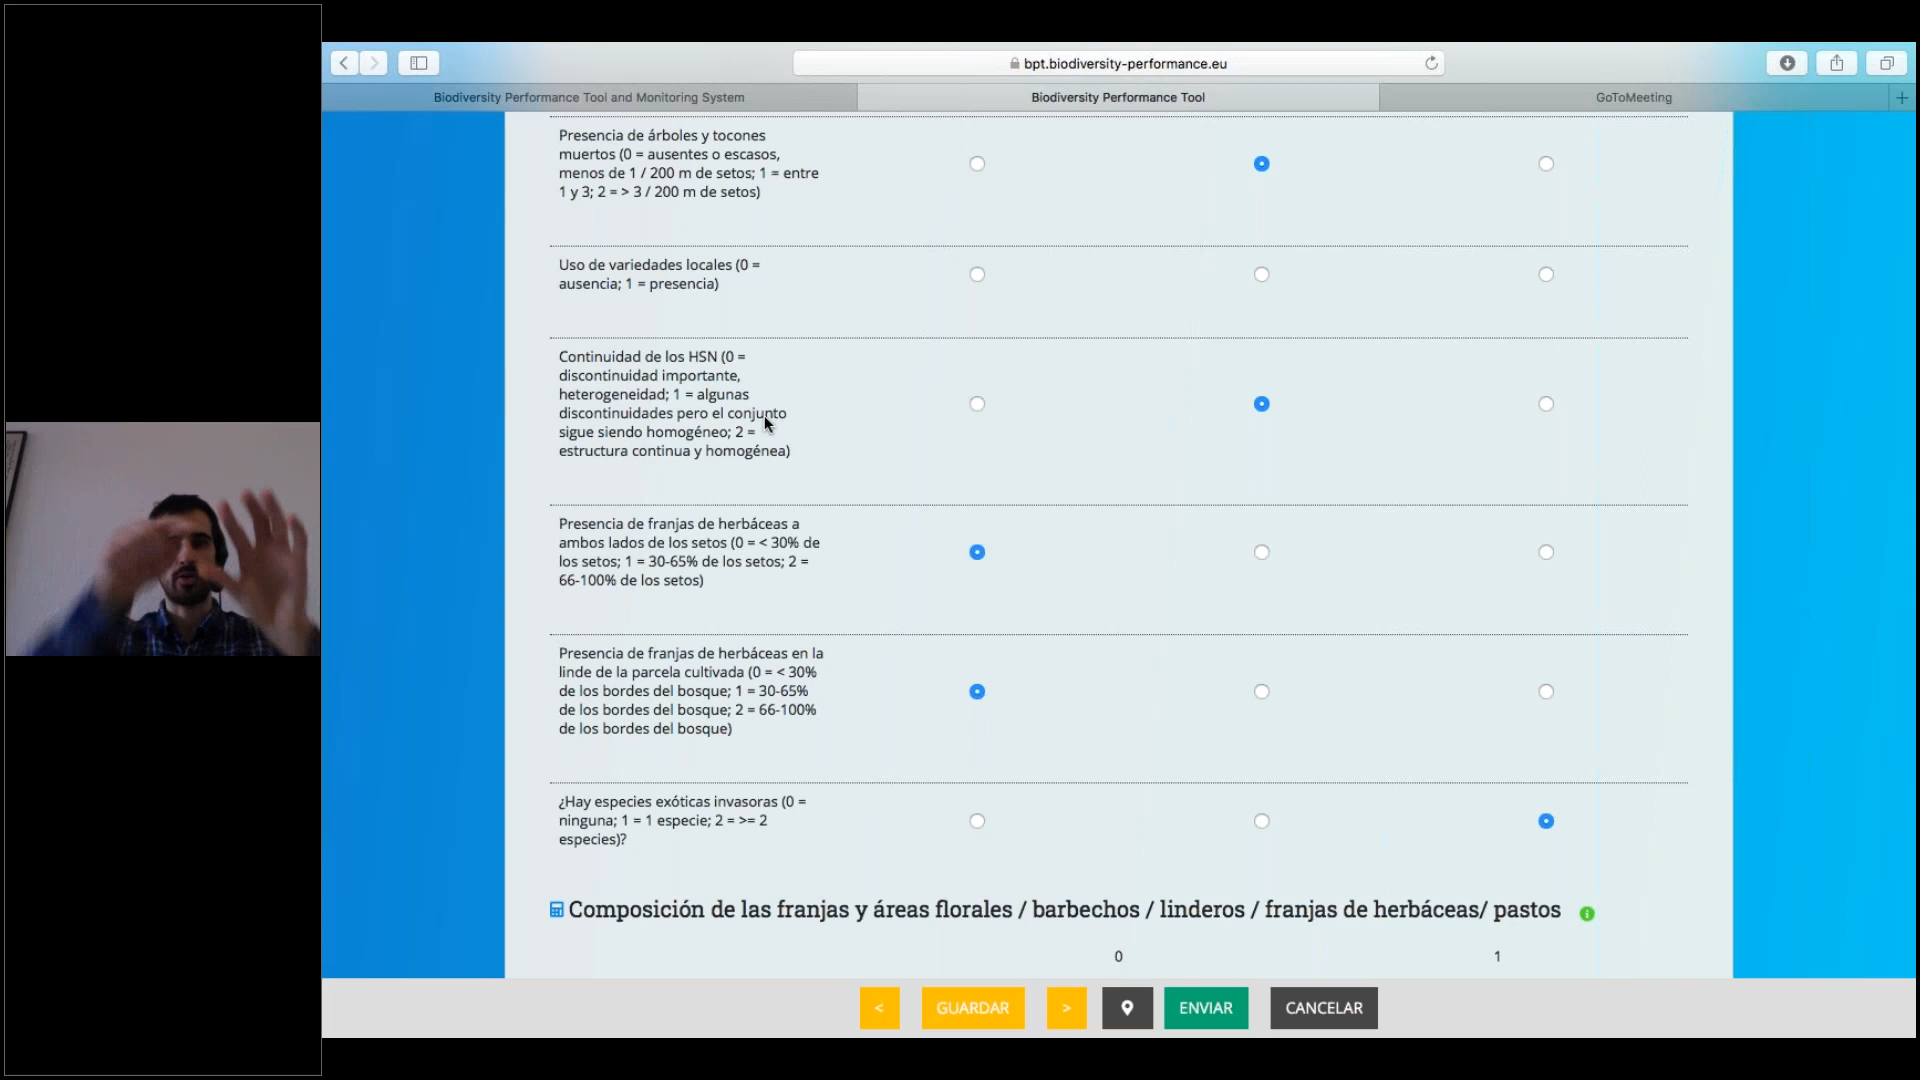 bpt.biodiversity-performance.eu
Biodiversity Performance Tool and Monitoring System
Biodiversity Performance Tool
GoToMeeting
Presencia de árboles y tocones
muertos (0 = ausentes o escasos,
menos de 1 / 200 m de setos; 1 = entre
1 y 3; 2 = > 3 / 200 m de setos)
Uso de variedades locales (0 =
ausencia; 1 = presencia)
Continuidad de los HSN (0 =
discontinuidad importante,
heterogeneidad; 1 = algunas
discontinuidades pero el conjunto
sigue siendo homogéneo; 2 =
estructura continua y homogénea)
Presencia de franjas de herbáceas a
ambos lados de los setos (0 = < 30% de
los setos; 1 = 30-65% de los setos; 2 =
66-100% de los setos)
Presencia de franjas de herbáceas en la
linde de la parcela cultivada (0 = < 30%
de los bordes del bosque; 1 = 30-65%
de los bordes del bosque; 2 = 66-100%
de los bordes del bosque)
¿Hay especies exóticas invasoras (0 =
ninguna; 1 = 1 especie; 2 = >= 2
especies)?
Composición de las franjas y áreas florales / barbechos / linderos / franjas de herbáceas/ pastos
0 1
< GUARDAR > ENVIAR CANCELAR